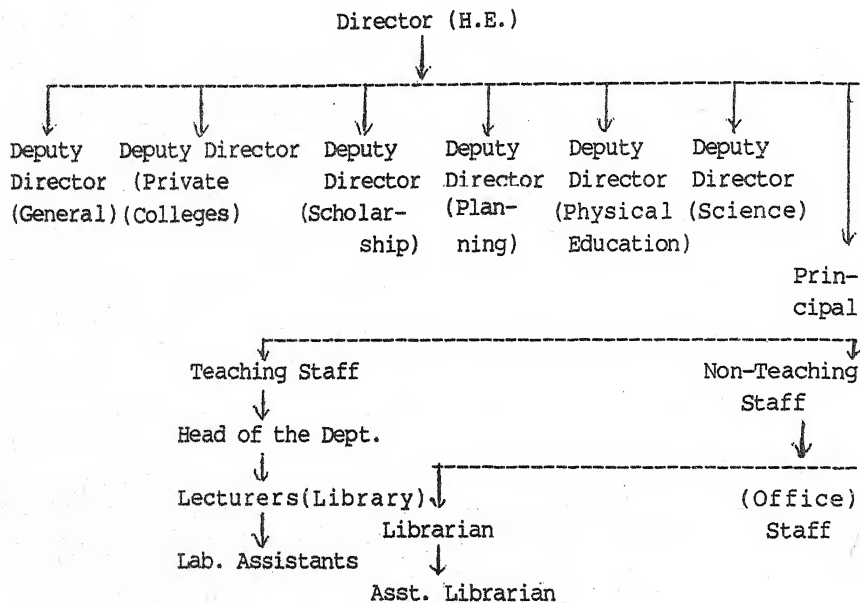 Director (H.E.)
Deputy Deputy Director Deputy Deputy Deputy Deputy
Director (Private Director Director Director Director
(General) (Colleges) (Scholar- (Plan- (Physical (Science)
ship) ning) Education)
Prin-
cipal
Teaching Staff Non-Teaching
Staff
Head of the Dept.
Lecturers(Library) (Office)
Librarian Staff
Lab. Assistants
Asst. Librarian